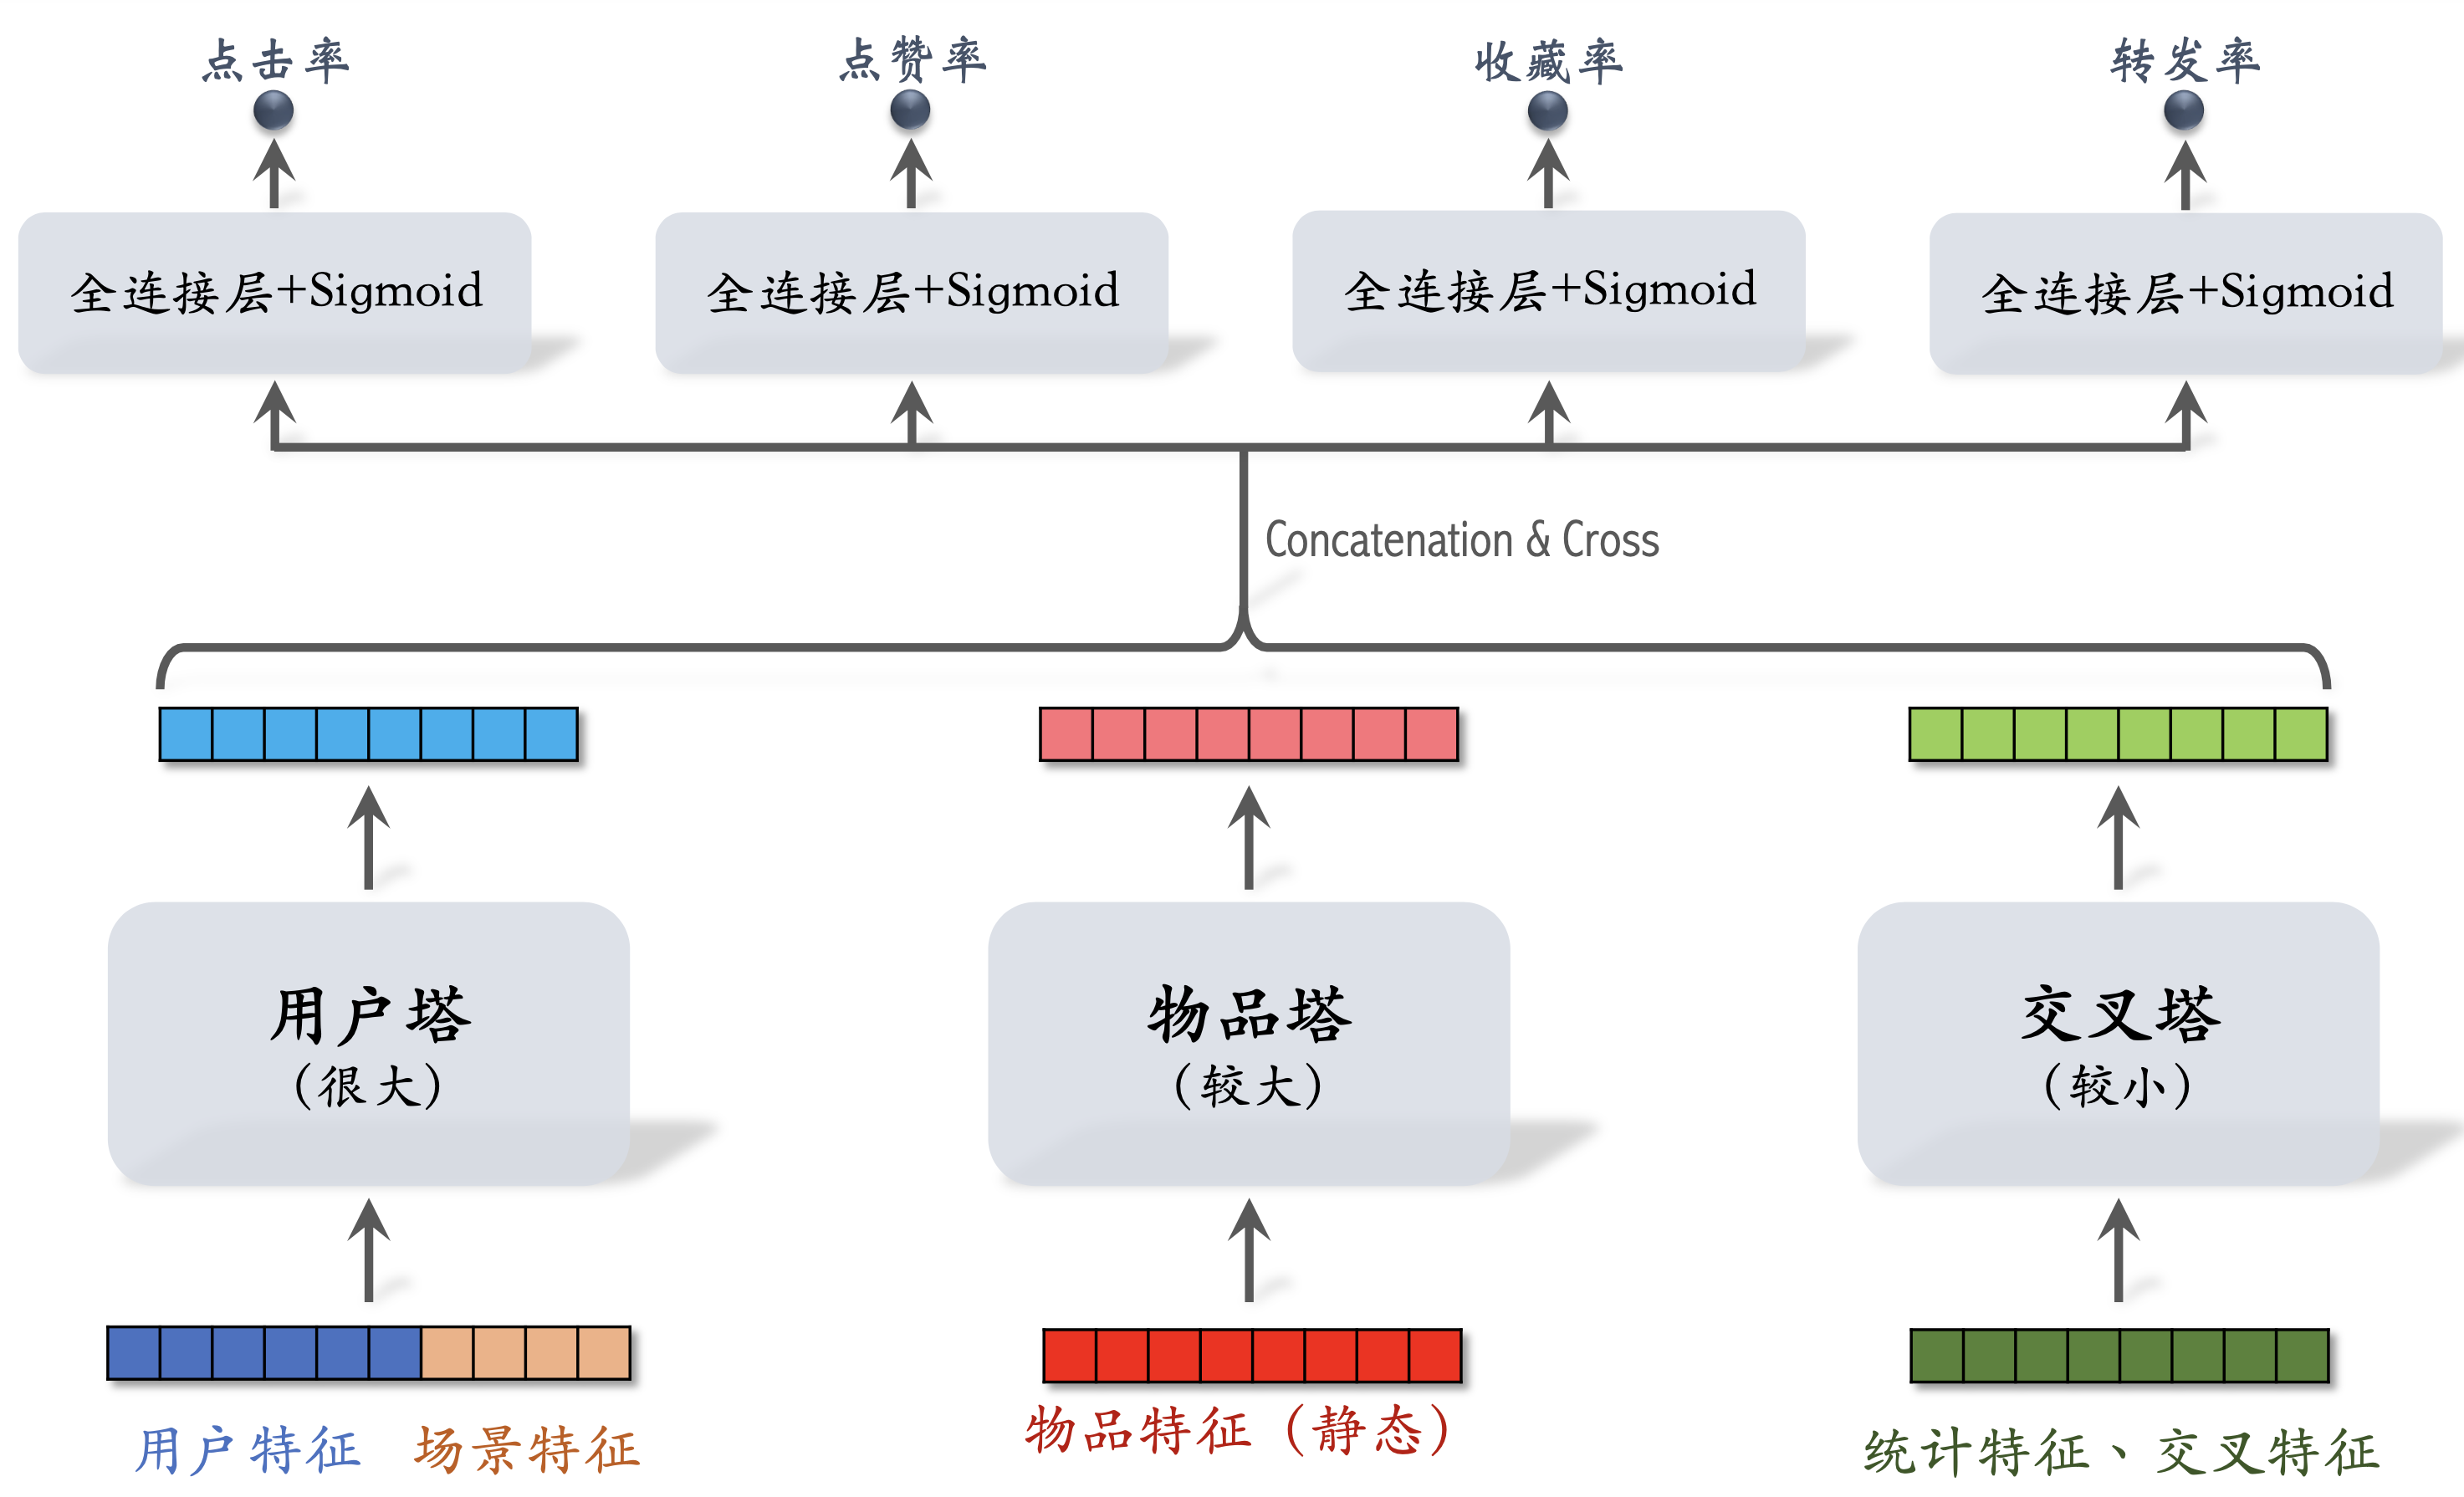 点击率
点赞率
收藏率
转发率
全连接层+Sigmoid
全连接层+Sigmoid
全连接层+Sigmoid
全连接层+Sigmoid
Concatenation & Cross
用户塔
（很大）
物品塔
（较大）
交叉塔
（较小）
用户特征
场景特征
物品特征（静态）
统计特征、交叉特征